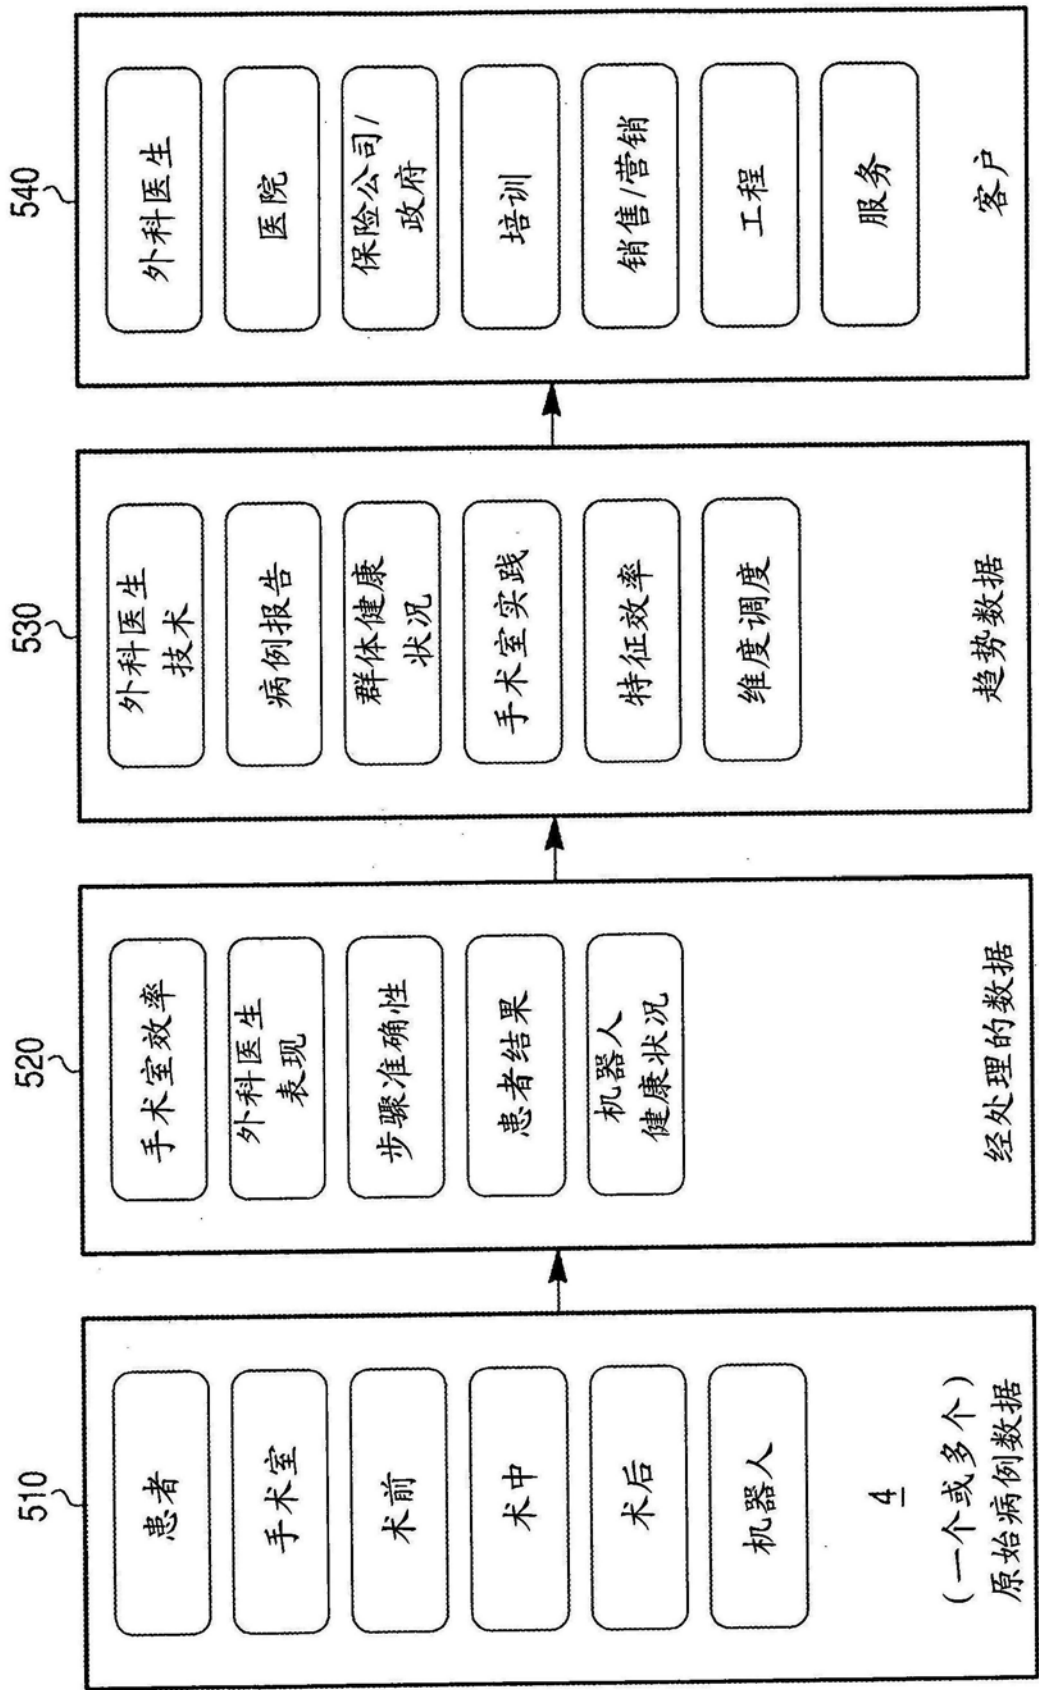 510
患者
手术室
术前
术中
术后
机器人
4
(一个或多个)
原始病例数据
520
手术室效率
外科医生
表现
步骤准确性
患者结果
机器人
健康状况
经处理的数据
530
外科医生
技术
病例报告
群体健康
状况
手术室实践
特征效率
维度调度
趋势数据
540
外科医生
医院
保险公司/
政府
培训
销售/营销
工程
服务
客户